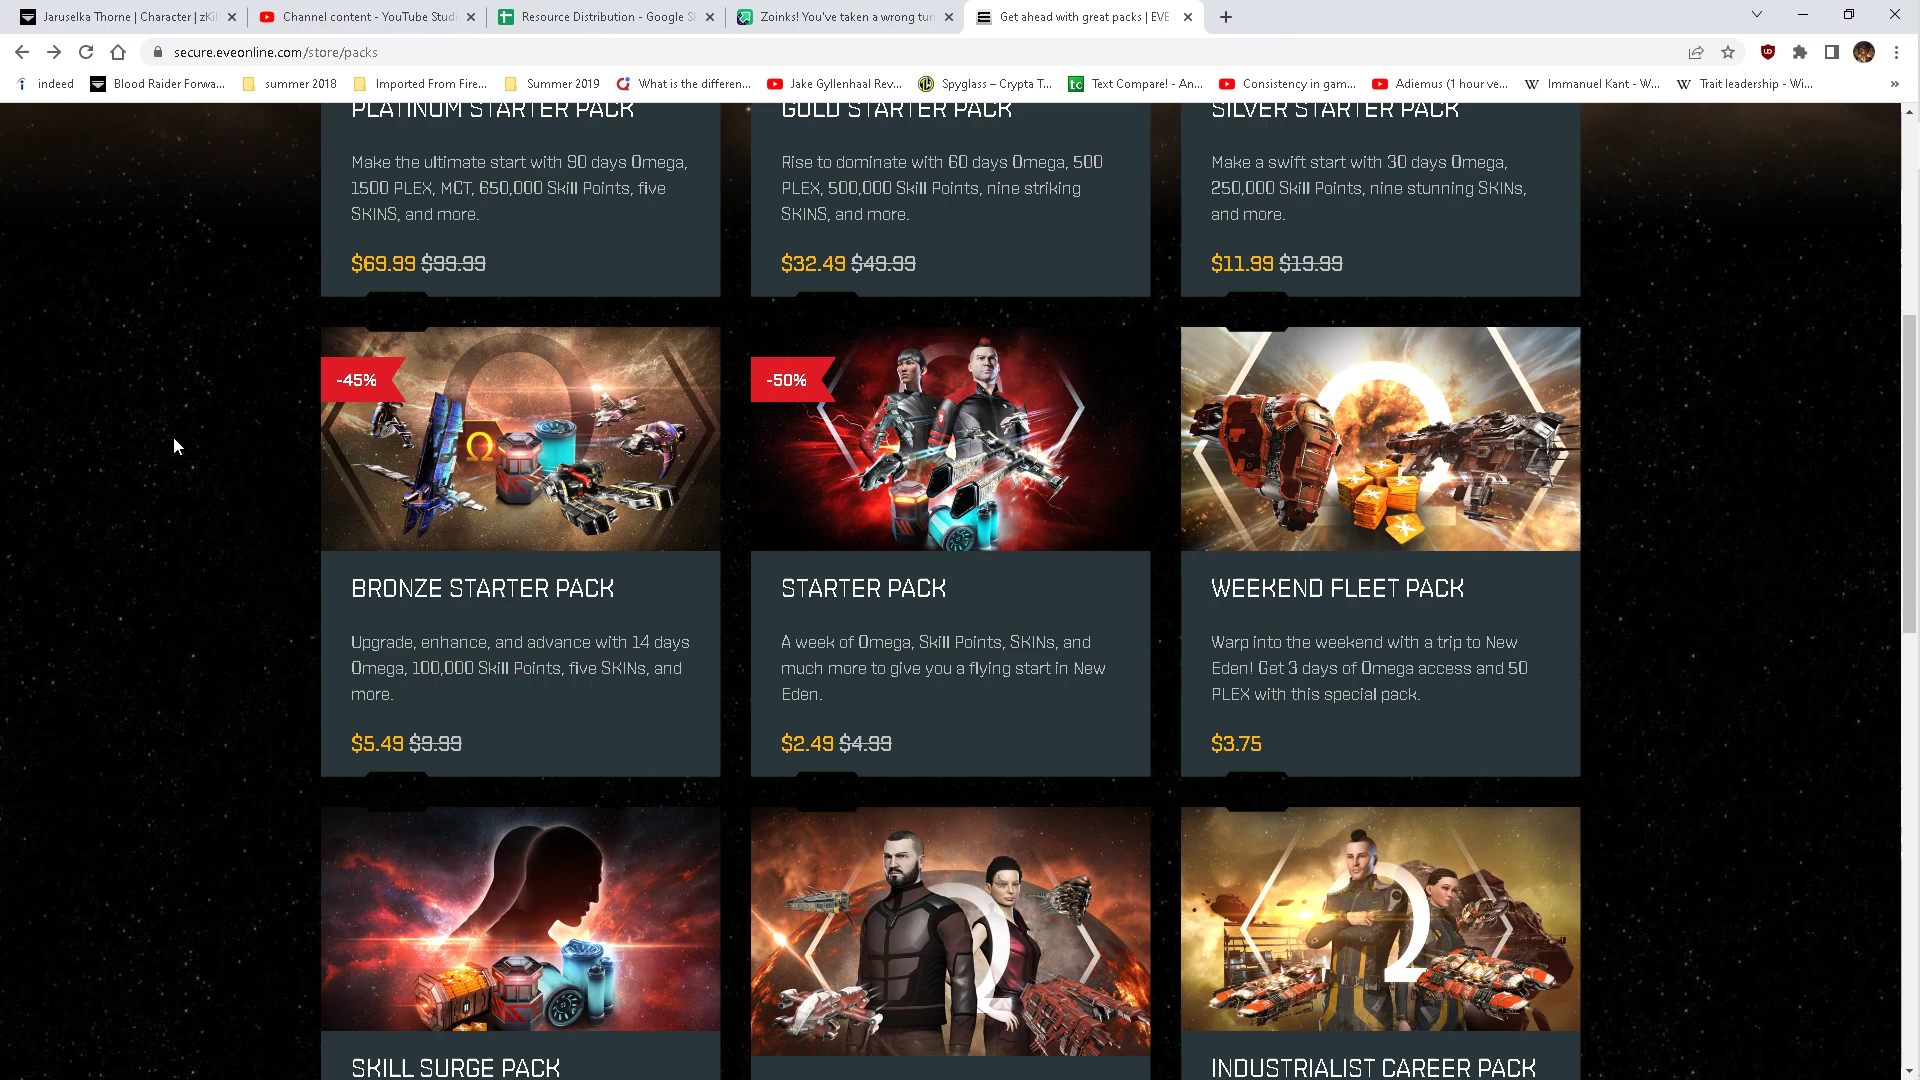 Jaruselka Thorne | Character | zKil
Channel content - YouTube Studi
Resource Distribution - Google S
Zoinks! You've taken a wrong tur
Get ahead with great packs | EVE
secure.eveonline.com/store/packs
indeed
Blood Raider Forwa...
summer 2018
Imported From Fire...
Summer 2019
What is the differen...
Jake Gyllenhaal Rev...
Spyglass – Crypta T...
Text Compare! - An...
Consistency in gam...
Adiemus (1 hour ve...
Immanuel Kant - W...
Trait leadership - Wi...
PLATINUM STARTER PACK
Make the ultimate start with 90 days Omega,
1500 PLEX, MCT, 650,000 Skill Points, five
SKINS, and more.
$69.99 $99.99
GOLD STARTER PACK
Rise to dominate with 60 days Omega, 500
PLEX, 500,000 Skill Points, nine striking
SKINS, and more.
$32.49 $49.99
SILVER STARTER PACK
Make a swift start with 30 days Omega,
250,000 Skill Points, nine stunning SKINs,
and more.
$11.99 $19.99
-45%
BRONZE STARTER PACK
Upgrade, enhance, and advance with 14 days
Omega, 100,000 Skill Points, five SKINs, and
more.
$5.49 $9.99
-50%
STARTER PACK
A week of Omega, Skill Points, SKINs, and
much more to give you a flying start in New
Eden.
$2.49 $4.99
WEEKEND FLEET PACK
Warp into the weekend with a trip to New
Eden! Get 3 days of Omega access and 50
PLEX with this special pack.
$3.75
SKILL SURGE PACK
INDUSTRIALIST CAREER PACK